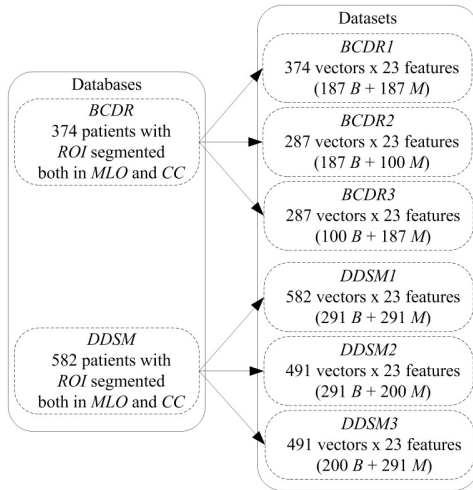 Databases
BCDR
374 patients with
ROI segmented
both in MLO and CC
DDSM
582 patients with
ROI segmented
both in MLO and CC
Datasets
BCDR1
374 vectors x 23 features
(187 B + 187 M)
BCDR2
287 vectors x 23 features
(187 B + 100 M)
BCDR3
287 vectors x 23 features
(100 B + 187 M)
DDSM1
582 vectors x 23 features
(291 B + 291 M)
DDSM2
491 vectors x 23 features
(291 B + 200 M)
DDSM3
491 vectors x 23 features
(200 B + 291 M)